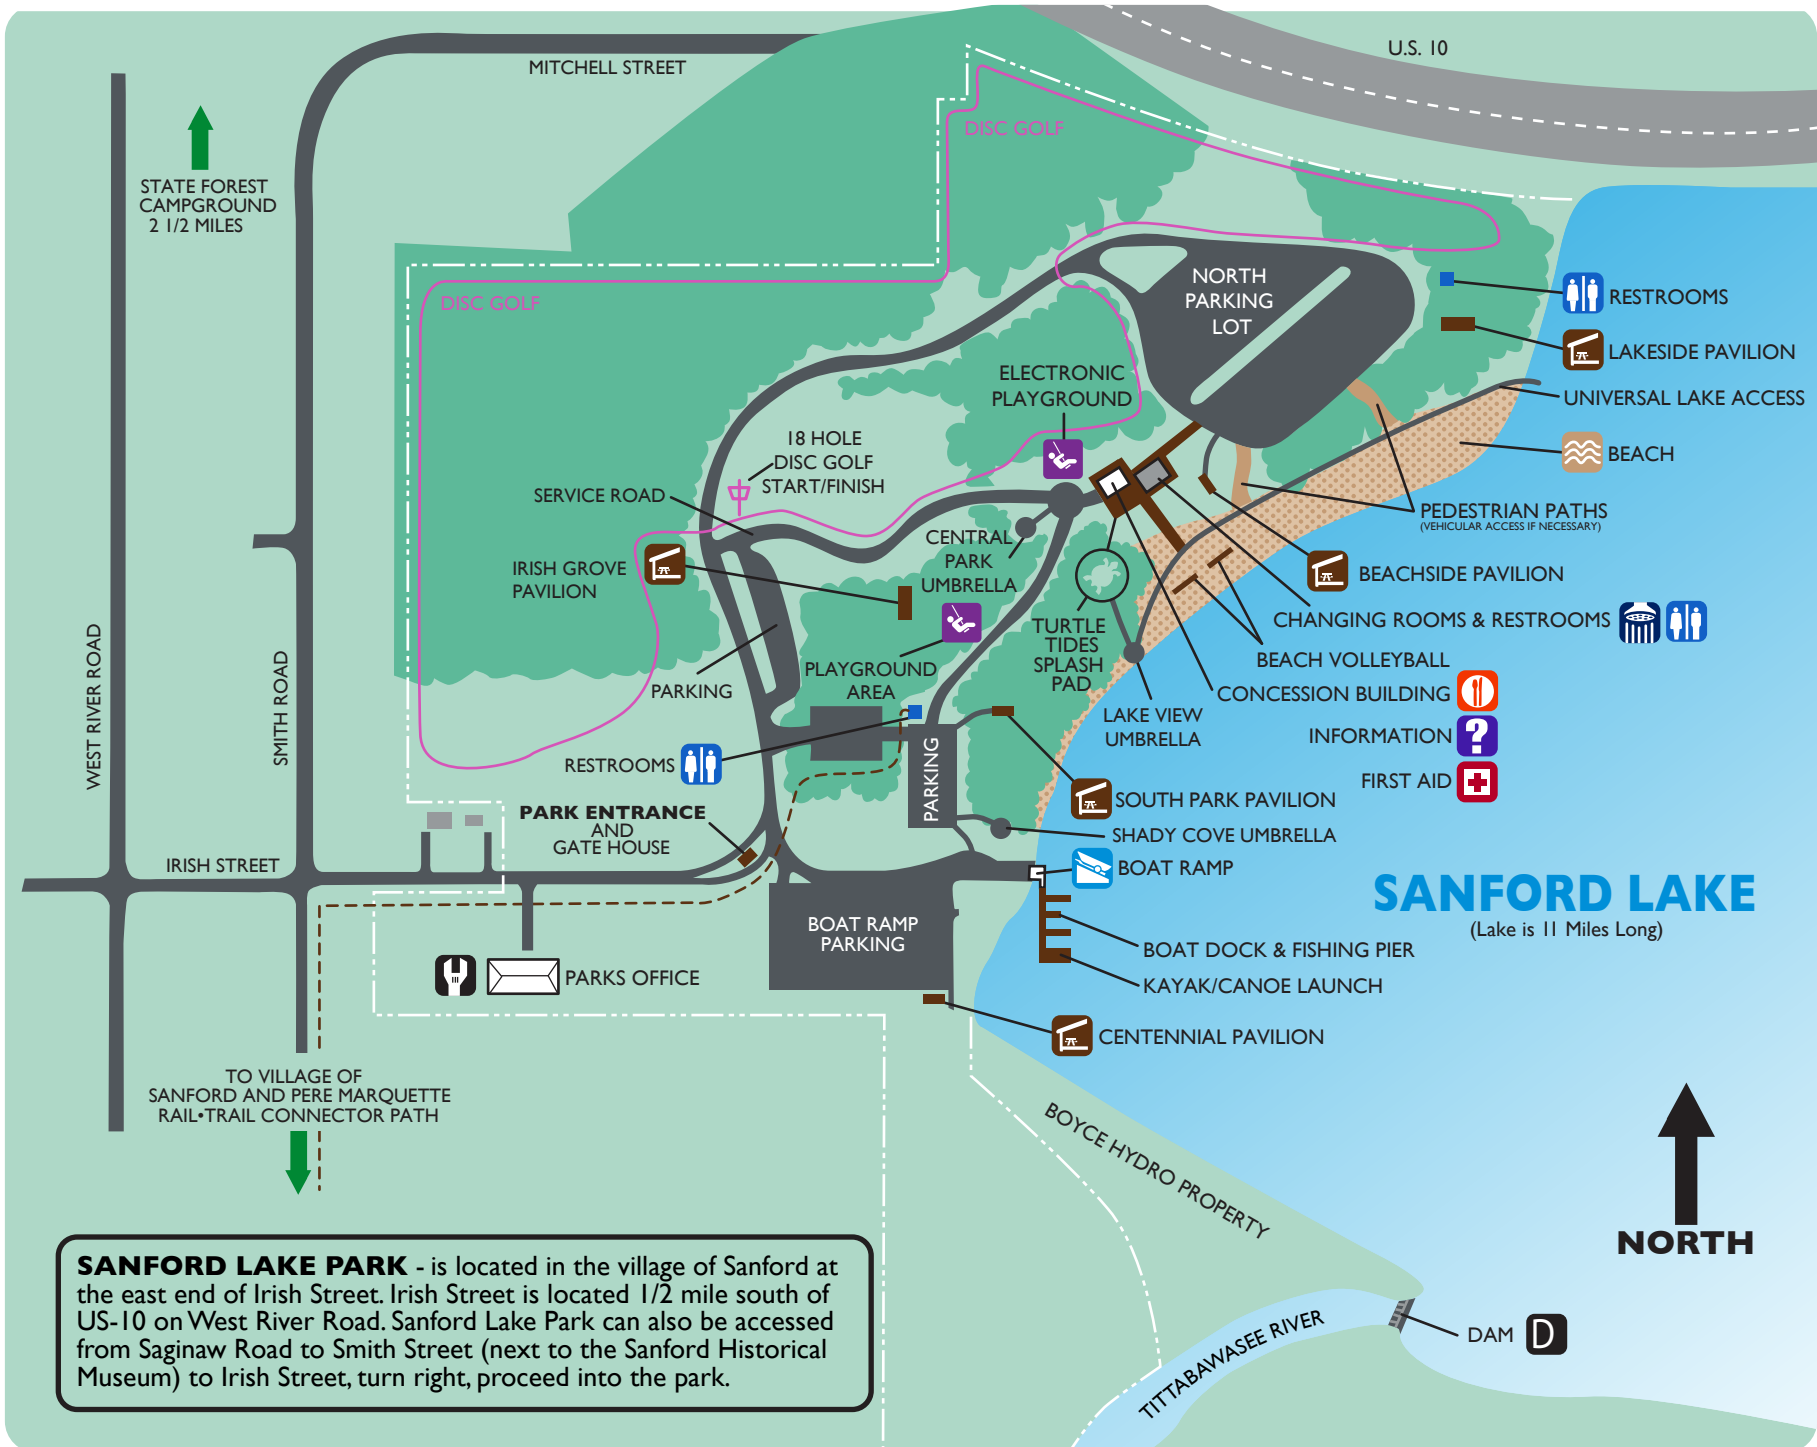 U.S. 10
MITCHELL STREET
DISC GOLF
STATE FOREST
CAMPGROUND
2 1/2 MILES
NORTH
PARKING
LOT
RESTROOMS
DISC GOLF
LAKESIDE PAVILION
ELECTRONIC
PLAYGROUND
UNIVERSAL LAKE ACCESS
18 HOLE
DISC GOLF
START/FINISH
BEACH
SERVICE ROAD
PEDESTRIAN PATHS
(VEHICULAR ACCESS IF NECESSARY)
CENTRAL
PARK
UMBRELLA
IRISH GROVE
PAVILION
BEACHSIDE PAVILION
CHANGING ROOMS & RESTROOMS
TURTLE
TIDES
SPLASH
PAD
WEST RIVER ROAD
SMITH ROAD
PLAYGROUND
AREA
PARKING
BEACH VOLLEYBALL
CONCESSION BUILDING
LAKE VIEW
UMBRELLA
INFORMATION
?
RESTROOMS
PARKING
FIRST AID
SOUTH PARK PAVILION
PARK ENTRANCE
AND
GATE HOUSE
SHADY COVE UMBRELLA
IRISH STREET
BOAT RAMP
SANFORD LAKE
(Lake is 11 Miles Long)
BOAT RAMP
PARKING
BOAT DOCK & FISHING PIER
PARKS OFFICE
KAYAK/CANOE LAUNCH
CENTENNIAL PAVILION
TO VILLAGE OF
SANFORD AND PERE MARQUETTE
RAIL•TRAIL CONNECTOR PATH
BOYCE HYDRO PROPERTY
NORTH
SANFORD LAKE PARK - is located in the village of Sanford at
the east end of Irish Street. Irish Street is located 1/2 mile south of
US-10 on West River Road. Sanford Lake Park can also be accessed
from Saginaw Road to Smith Street (next to the Sanford Historical
Museum) to Irish Street, turn right, proceed into the park.
TITTABAWASEE RIVER
DAM D